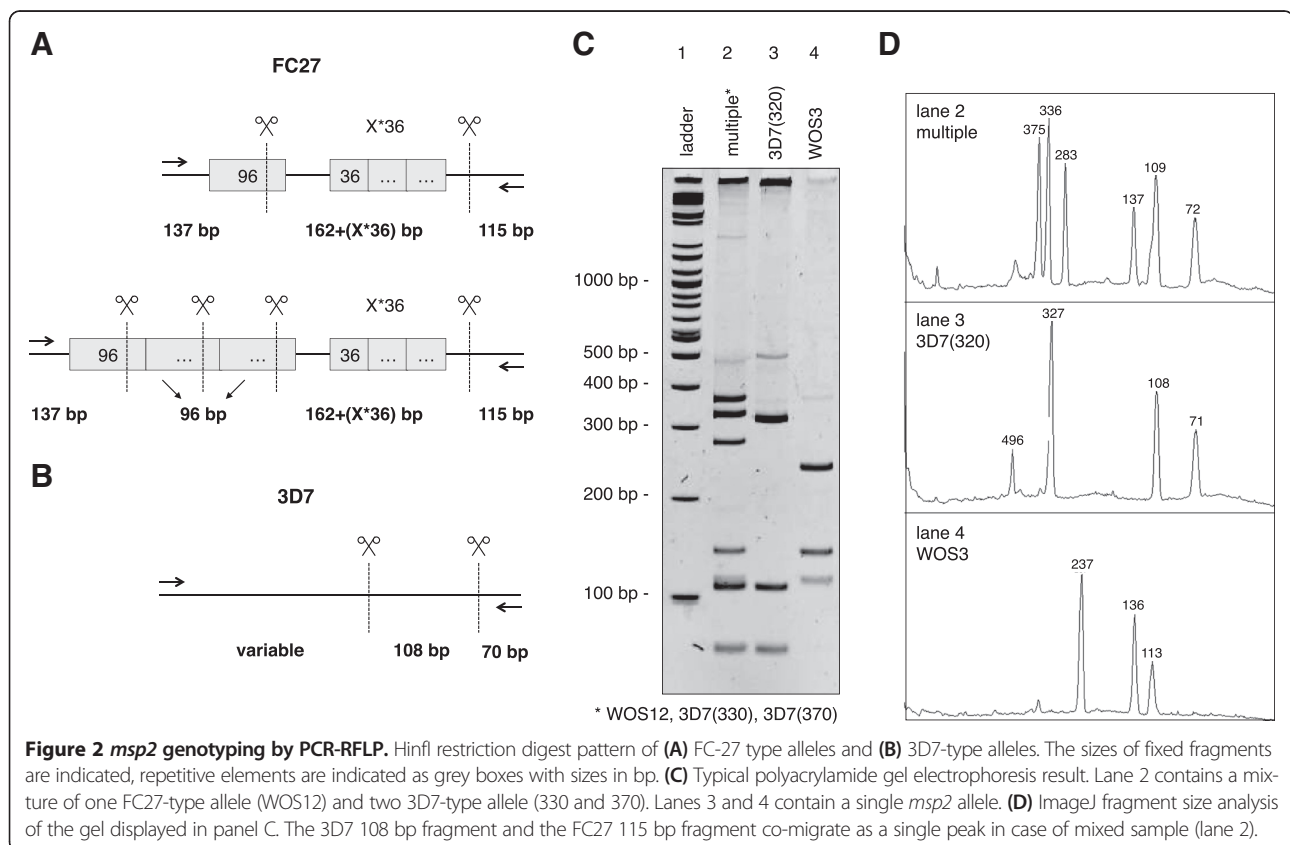 A
FC27
X*36
96
36
...
...
137 bp
162+(X*36) bp
115 bp
X*36
96
...
...
36
...
...
137 bp
96 bp
162+(X*36) bp
115 bp
B
3D7
variable
108 bp
70 bp
C
1
2
3
4
ladder
multiple*
3D7(320)
WOS3
1000 bp -
500 bp -
400 bp -
300 bp -
200 bp -
100 bp -
* WOS12, 3D7(330), 3D7(370)
D
lane 2
multiple
375
336
283
137
109
72
lane 3
3D7(320)
496
327
108
71
lane 4
WOS3
237
136
113
Figure 2 msp2 genotyping by PCR-RFLP. HinfI restriction digest pattern of (A) FC-27 type alleles and (B) 3D7-type alleles. The sizes of fixed fragments
are indicated, repetitive elements are indicated as grey boxes with sizes in bp. (C) Typical polyacrylamide gel electrophoresis result. Lane 2 contains a mix-
ture of one FC27-type allele (WOS12) and two 3D7-type allele (330 and 370). Lanes 3 and 4 contain a single msp2 allele. (D) ImageJ fragment size analysis
of the gel displayed in panel C. The 3D7 108 bp fragment and the FC27 115 bp fragment co-migrate as a single peak in case of mixed sample (lane 2).